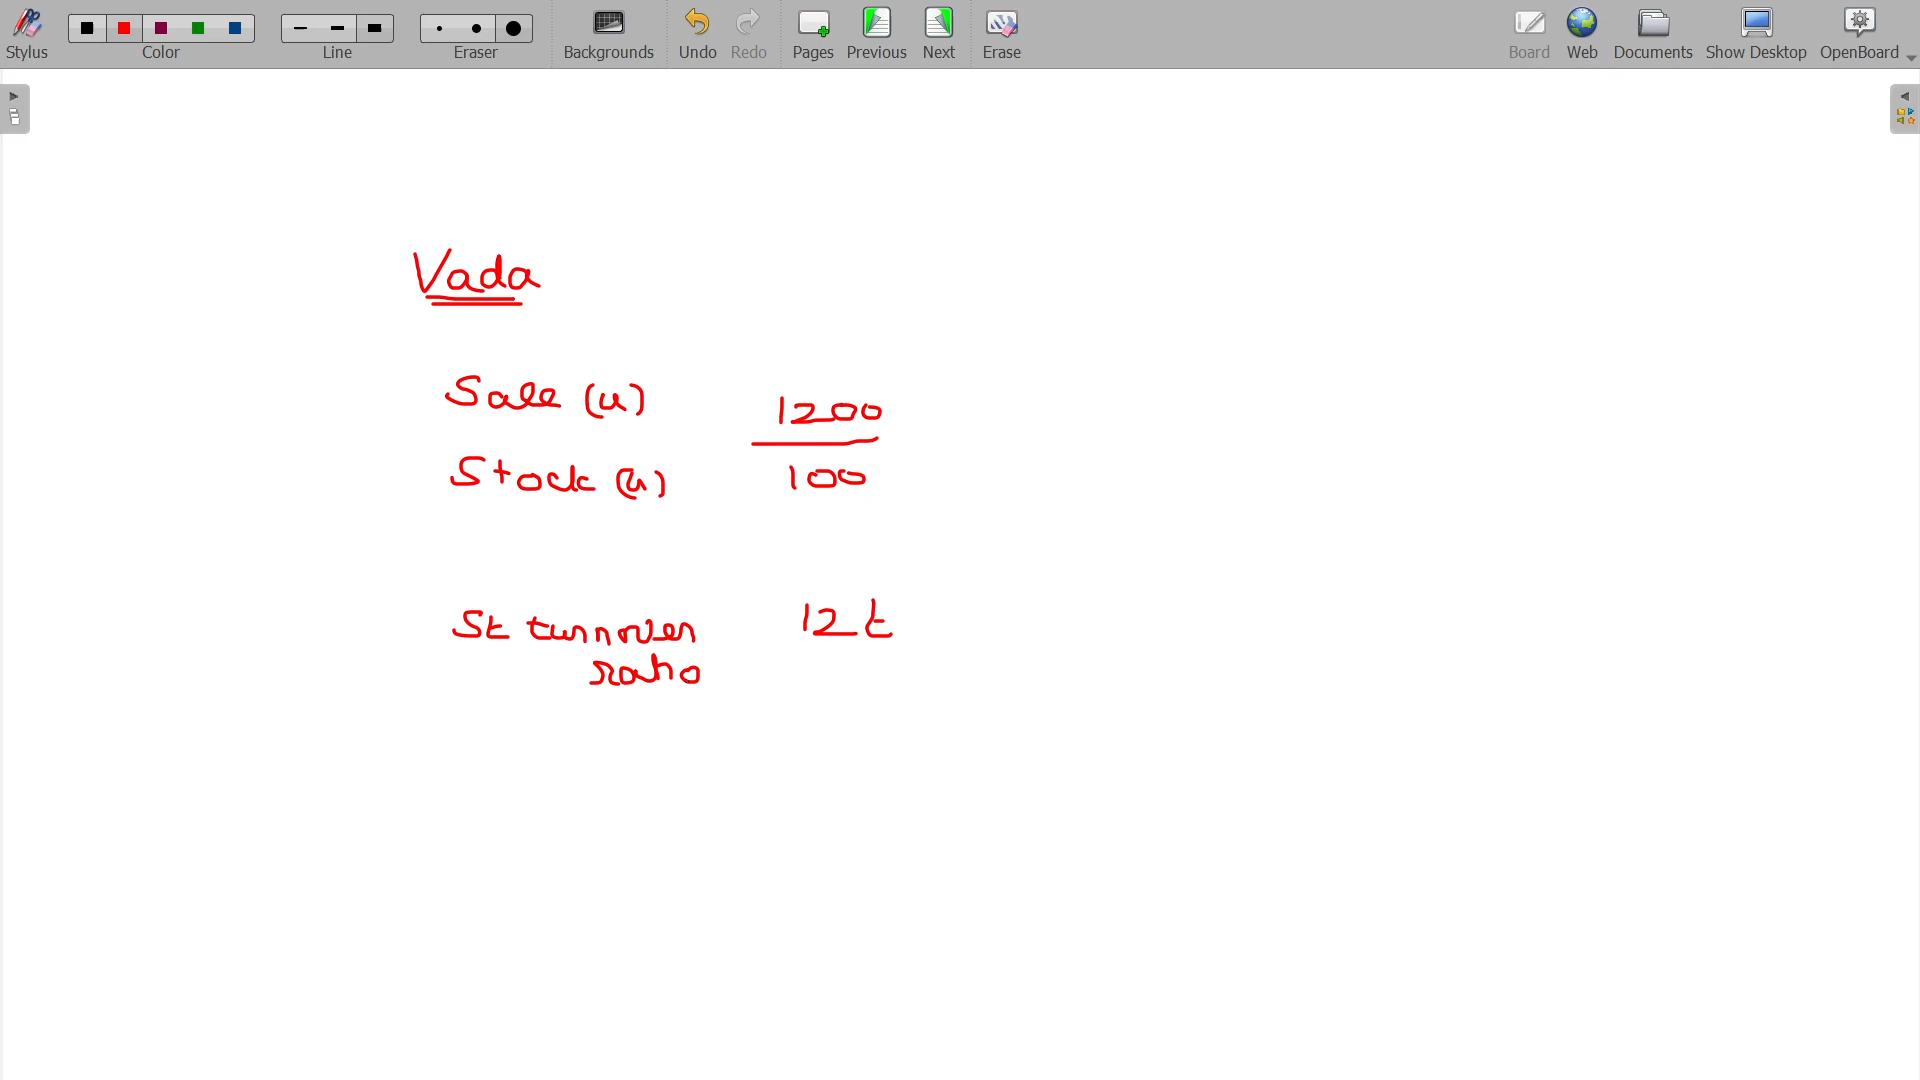 Stylus Color Line Eraser Backgrounds Undo Redo Pages Previous Next Erase Board Web Documents Show Desktop OpenBoard
Vada
Sale (u) 1200
Stock (u) 100
St turnover 12 t
ratio